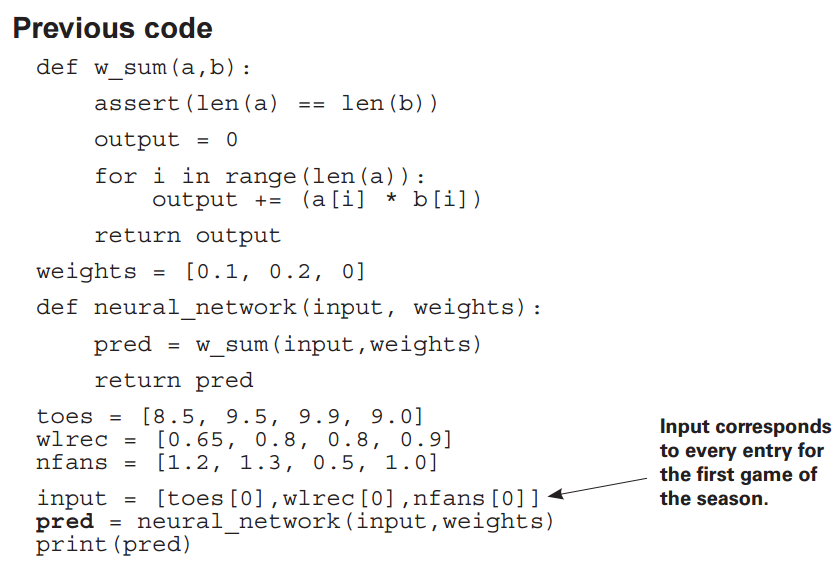 Previous code
def w_sum(a,b):
assert(len(a) == len(b))
output = 0
for i in range(len(a)):
output += (a[i] * b[i])
return output
weights = [0.1, 0.2, 0]
def neural_network(input, weights):
pred = w_sum(input,weights)
return pred
toes = [8.5, 9.5, 9.9, 9.0]
wlrec = [0.65, 0.8, 0.8, 0.9]
nfans = [1.2, 1.3, 0.5, 1.0]
input = [toes[0],wlrec[0],nfans[0]]
pred = neural_network(input,weights)
print(pred)
Input corresponds
to every entry for
the first game of
the season.